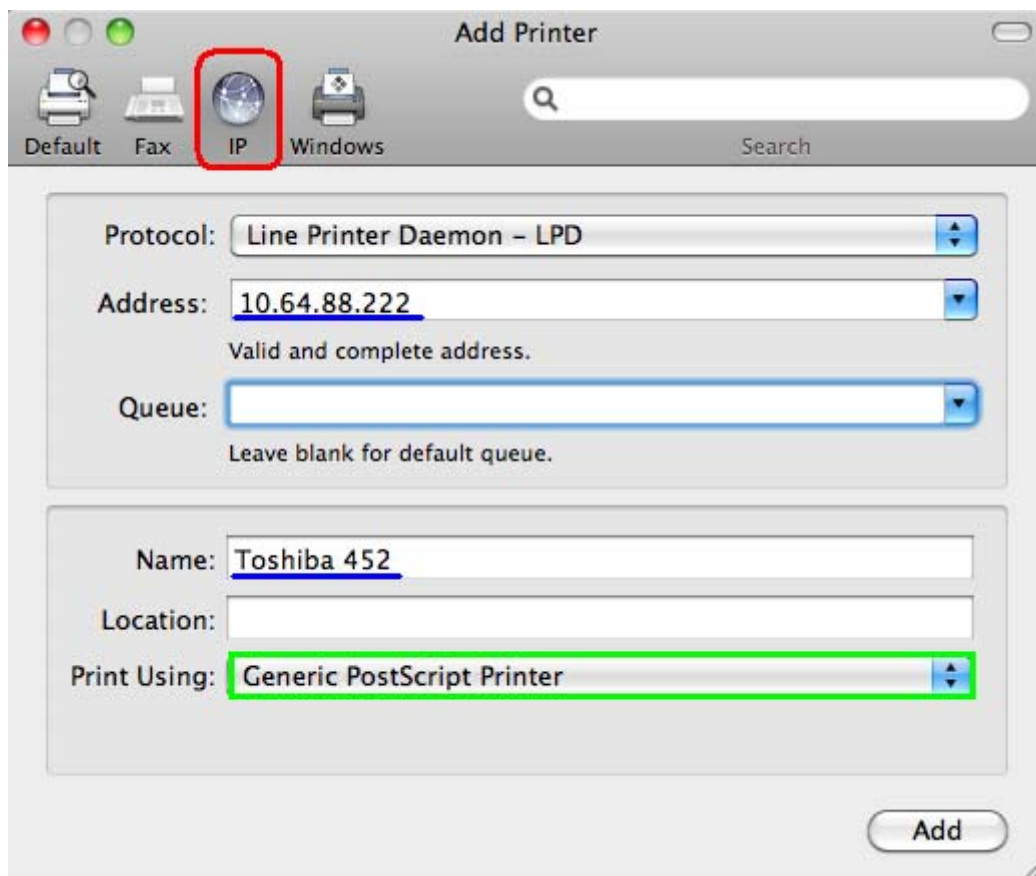 Add Printer
Default Fax IP Windows Search
Protocol: Line Printer Daemon – LPD
Address: 10.64.88.222
Valid and complete address.
Queue:
Leave blank for default queue.
Name: Toshiba 452
Location:
Print Using: Generic PostScript Printer
Add